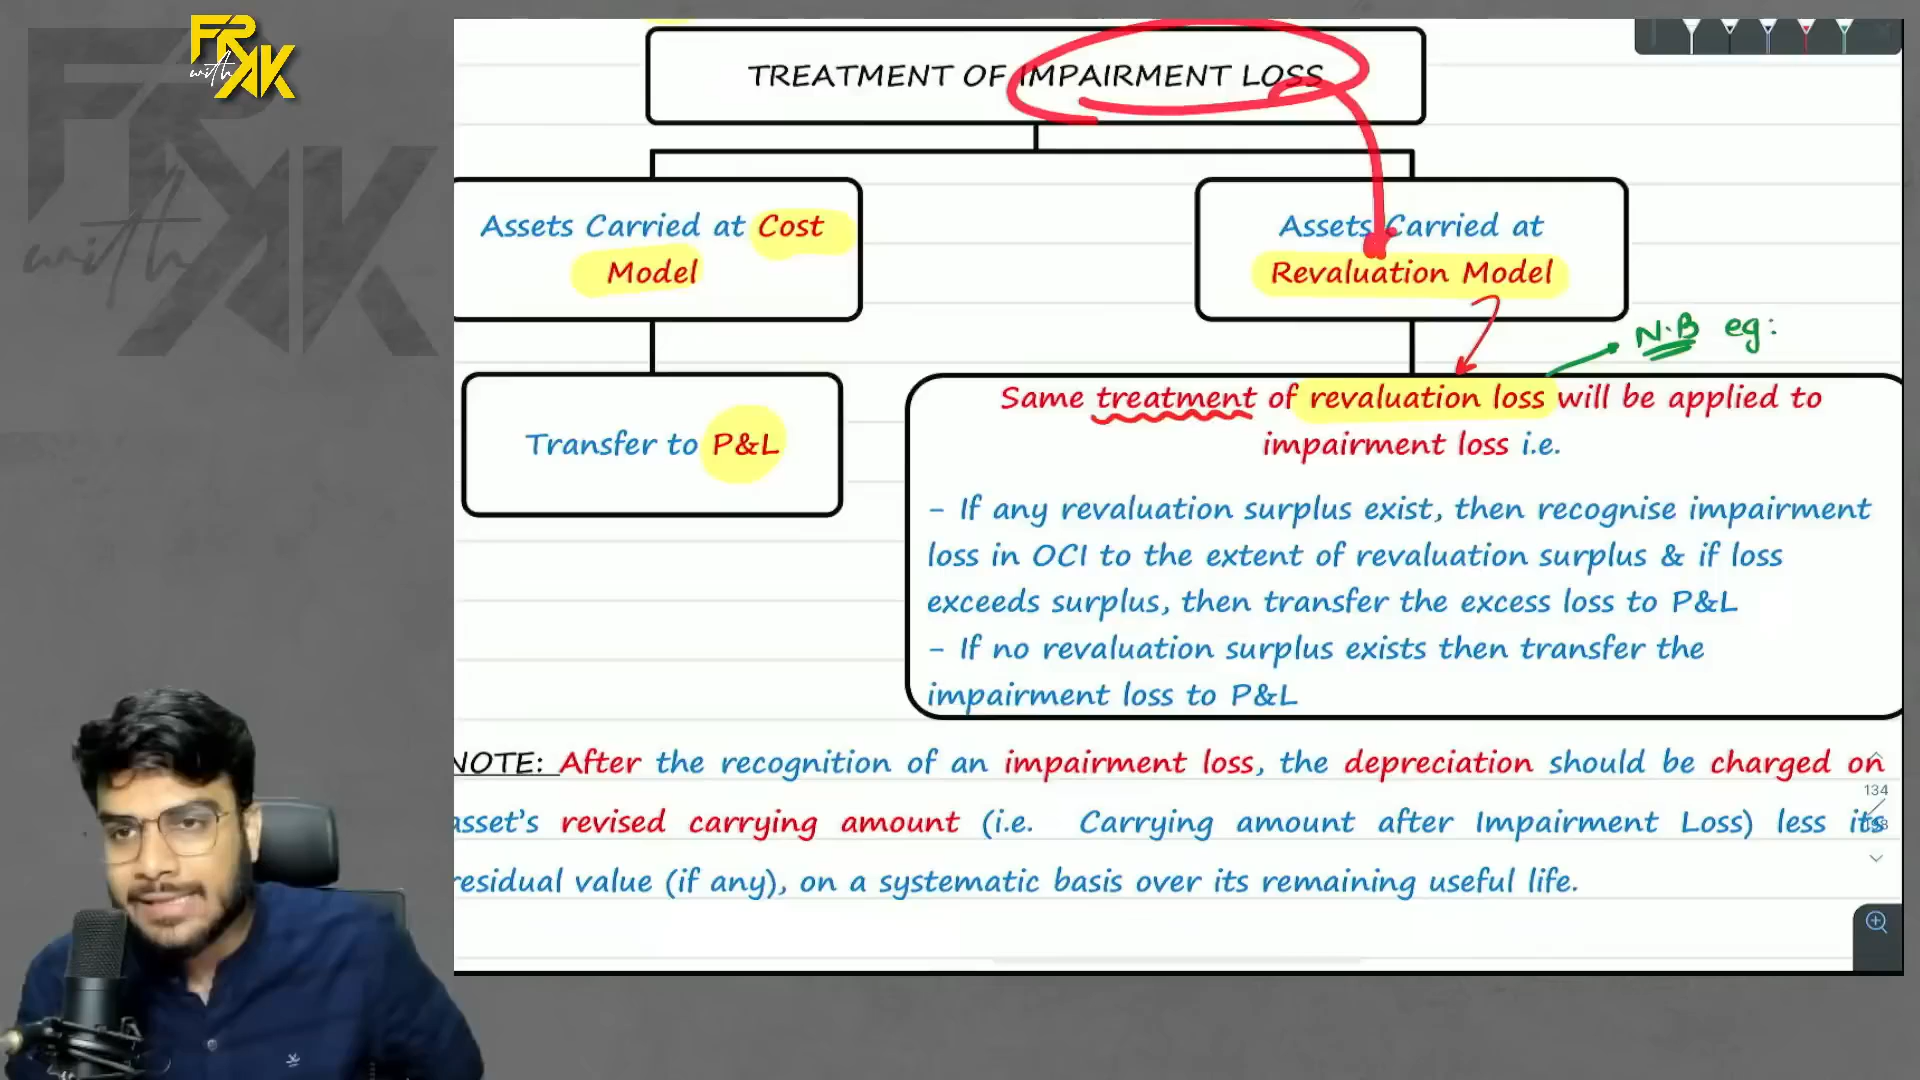 FR
with
AK
TREATMENT OF IMPAIRMENT LOSS
Assets Carried at Cost
Model
Assets Carried at
Revaluation Model
N.B eg:
Transfer to P&L
Same treatment of revaluation loss will be applied to
impairment loss i.e.
– If any revaluation surplus exist, then recognise impairment
loss in OCI to the extent of revaluation surplus & if loss
exceeds surplus, then transfer the excess loss to P&L
– If no revaluation surplus exists then transfer the
impairment loss to P&L
NOTE: After the recognition of an impairment loss, the depreciation should be charged on
asset's revised carrying amount (i.e. Carrying amount after Impairment Loss) less its
residual value (if any), on a systematic basis over its remaining useful life.
134